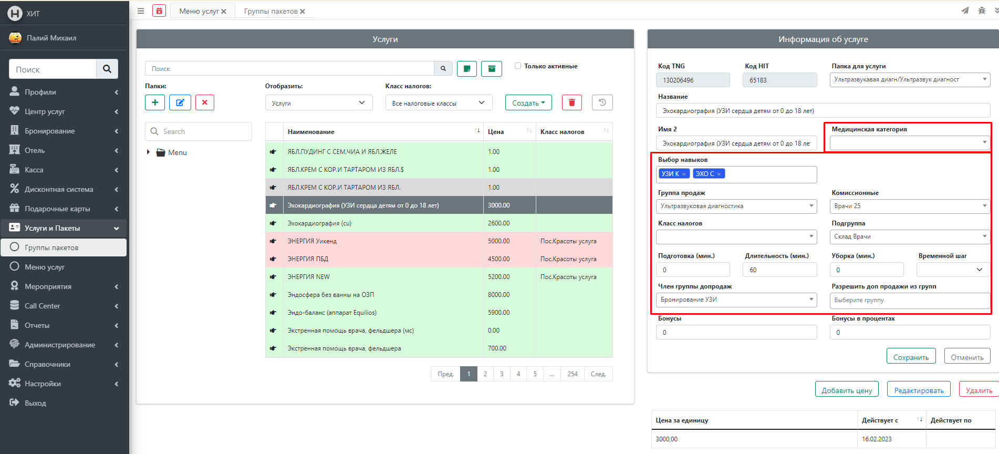 ХИТ
Палий Михаил
Поиск
Профили
Центр услуг
Бронирование
Отель
Касса
Дисконтная система
Подарочные карты
Услуги и Пакеты
Группы пакетов
Меню услуг
Мероприятия
Call Center
Отчеты
Администрирование
Справочники
Настройки
Выход
Меню услуг
Группы пакетов
Услуги
Поиск
Только активные
Папки:
Отобразить:
Класс налогов:
Услуги
Все налоговые классы
Создать
Search
Menu
Наименование Цена Класс налогов
ЯБЛ.ПУДИНГ С СЕМ.ЧИА И ЯБЛ.ЖЕЛЕ 1.00
ЯБЛ.КРЕМ С КОР.И ТАРТАРОМ ИЗ ЯБЛ.$ 1.00
ЯБЛ.КРЕМ С КОР.И ТАРТАРОМ ИЗ ЯБЛ. 1.00
Эхокардиография (УЗИ сердца детям от 0 до 18 лет) 3000.00
Эхокардиография (cu) 2600.00
ЭНЕРГИЯ Уикенд 5000.00 Пос.Красоты услуга
ЭНЕРГИЯ ПБД 4500.00 Пос.Красоты услуга
ЭНЕРГИЯ NEW 5200.00 Пос.Красоты услуга
Эндосфера без ванны на ОЗП 8000.00
Эндо-баланс (аппарат Equilios) 5900.00
Экстренная помощь врача, фельдшера (мс) 0.00
Экстренная помощь врача, фельдшера 700.00
Пред. 1 2 3 4 5 ... 254 След.
Информация об услуге
Код TNG Код HIT Папка для услуги
130206496 65183 Ультразвукавая диагн/Ультразвук диагност
Название
Эхокардиография (УЗИ сердца детям от 0 до 18 лет)
Имя 2 Медицинская категория
Эхокардиография (УЗИ сердца детям от 0 до 18 ле
Выбор навыков
УЗИ К × ЭХО С ×
Группа продаж Комиссионные
Ультразвуковая диагностика Врачи 25
Класс налогов Подгруппа
Склад Врачи
Подготовка (мин.) Длительность (мин.) Уборка (мин.) Временной шаг
0 60 0
Член группы допродаж Разрешить доп продажи из групп
Бронирование УЗИ Выберите группу
Бонусы Бонусы в процентах
0 0
Сохранить Отменить
Добавить цену Редактировать Удалить
Цена за единицу Действует с Действует по
3000,00 16.02.2023